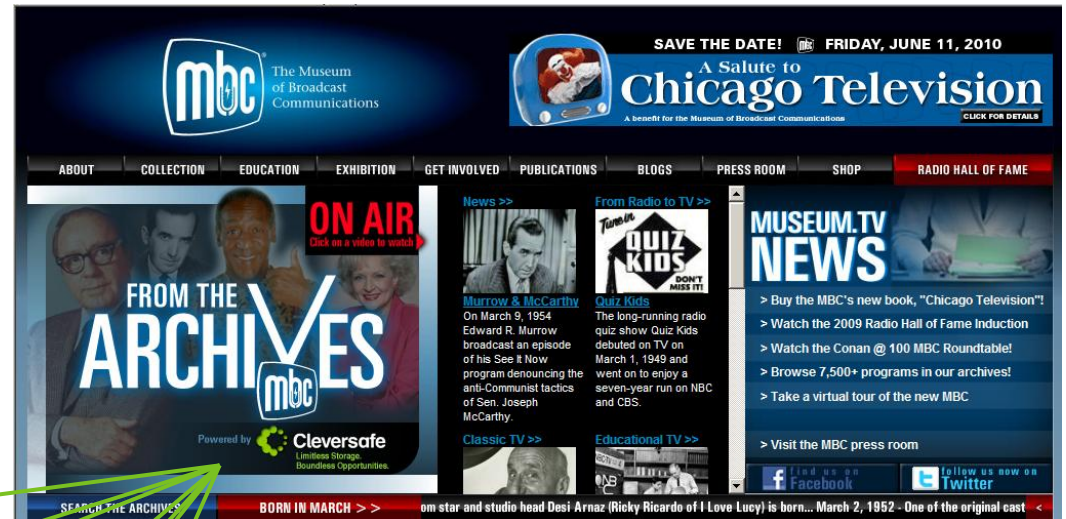 mbc
The Museum
of Broadcast
Communications
SAVE THE DATE! mbc FRIDAY, JUNE 11, 2010
A Salute to
Chicago Television
A benefit for the Museum of Broadcast Communications
CLICK FOR DETAILS
ABOUT COLLECTION EDUCATION EXHIBITION GET INVOLVED PUBLICATIONS BLOGS PRESS ROOM SHOP RADIO HALL OF FAME
ON AIR
Click on a video to watch
FROM THE
ARCHIVES
mbc
Powered by Cleversafe
Limitless Storage.
Boundless Opportunities.
News >>
Murrow & McCarthy
On March 9, 1954
Edward R. Murrow
broadcast an episode
of his See It Now
program denouncing the
anti-Communist tactics
of Sen. Joseph
McCarthy.
Classic TV >>
From Radio to TV >>
Tune in
QUIZ
KIDS
DON'T
MISS IT!
Quiz Kids
The long-running radio
quiz show Quiz Kids
debuted on TV on
March 1, 1949 and
went on to enjoy a
seven-year run on NBC
and CBS.
Educational TV >>
NBC
MUSEUM.TV
NEWS
> Buy the MBC's new book, "Chicago Television"!
> Watch the 2009 Radio Hall of Fame Induction
> Watch the Conan @ 100 MBC Roundtable!
> Browse 7,500+ programs in our archives!
> Take a virtual tour of the new MBC
> Visit the MBC press room
find us on
Facebook
follow us now on
Twitter
SEARCH THE ARCHIVES
BORN IN MARCH > >
om star and studio head Desi Arnaz (Ricky Ricardo of I Love Lucy) is born... March 2, 1952 - One of the original cast <